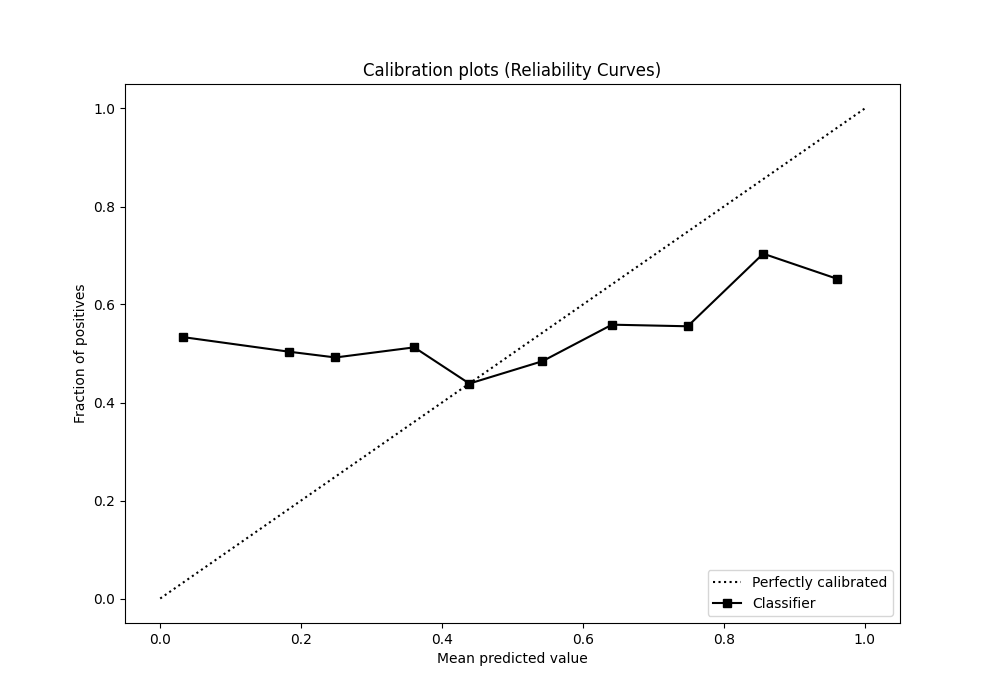 Calibration plots (Reliability Curves)
1.0
0.8
0.6
0.4
0.2
0.0
Fraction of positives
0.0 0.2 0.4 0.6 0.8 1.0
Mean predicted value
Perfectly calibrated
Classifier